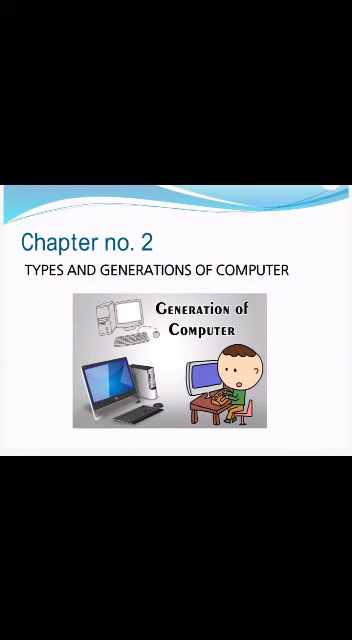 Chapter no. 2
TYPES AND GENERATIONS OF COMPUTER
Generation of
Computer